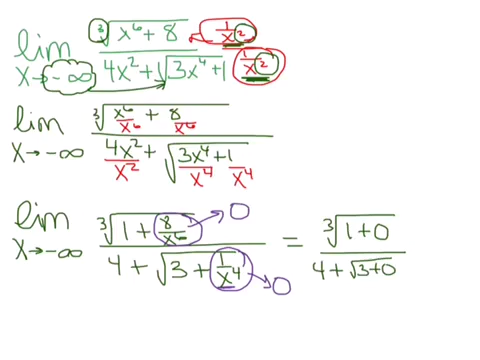 lim x→-∞ ∛(x⁶ + 8) / (4x² + √(3x⁴ + 1)) (1/x²) / (1/x²)
lim x→-∞ ∛(x⁶/x⁶ + 8/x⁶) / (4x²/x² + √(3x⁴/x⁴ + 1/x⁴))
lim x→-∞ ∛(1 + 8/x⁶) / (4 + √(3 + 1/x⁴)) → 0 → 0 = ∛(1+0) / (4 + √(3+0))